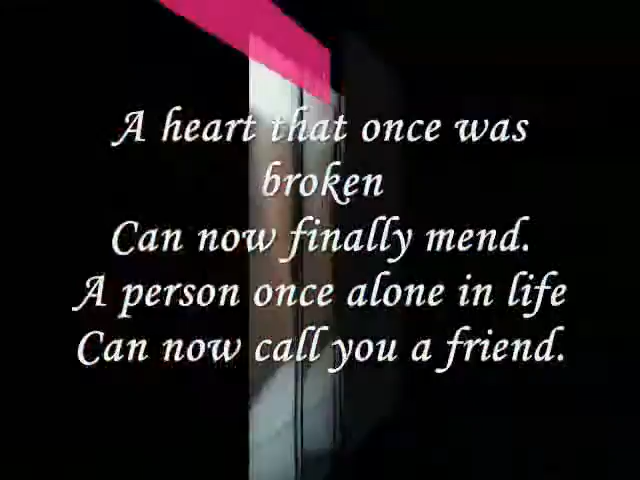 A heart that once was
broken
Can now finally mend.
A person once alone in life
Can now call you a friend.